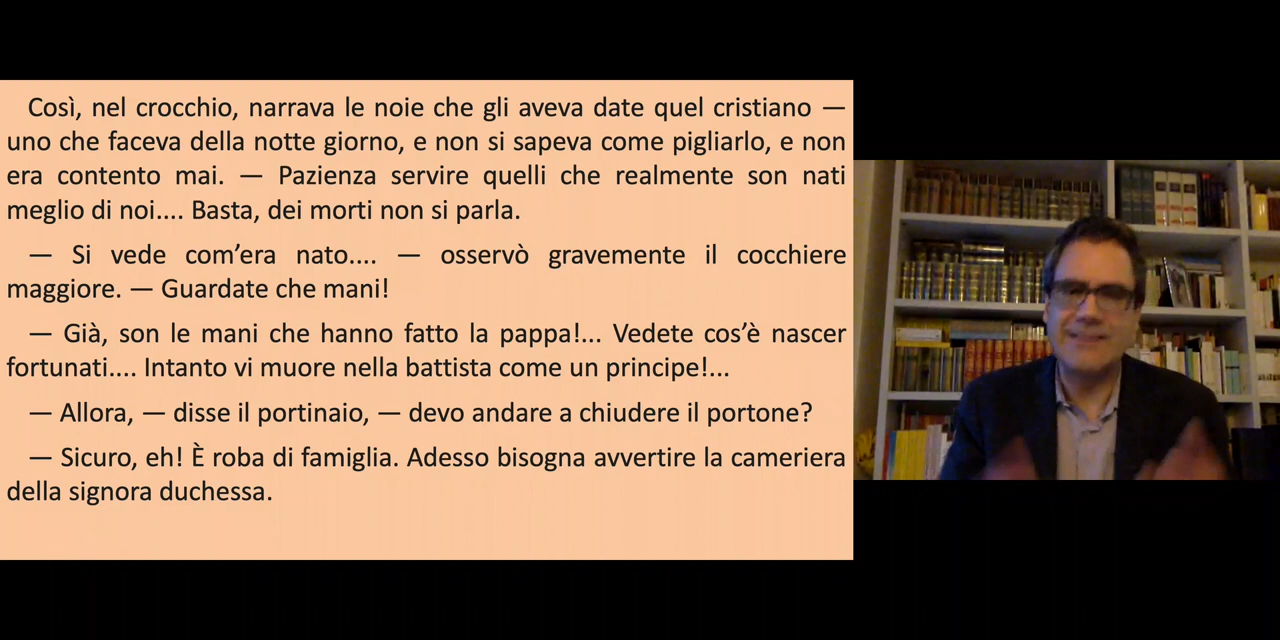 Così, nel crocchio, narrava le noie che gli aveva date quel cristiano —
uno che faceva della notte giorno, e non si sapeva come pigliarlo, e non
era contento mai. — Pazienza servire quelli che realmente son nati
meglio di noi.... Basta, dei morti non si parla.
— Si vede com’era nato.... — osservò gravemente il cocchiere
maggiore. — Guardate che mani!
— Già, son le mani che hanno fatto la pappa!... Vedete cos’è nascer
fortunati.... Intanto vi muore nella battista come un principe!...
— Allora, — disse il portinaio, — devo andare a chiudere il portone?
— Sicuro, eh! È roba di famiglia. Adesso bisogna avvertire la cameriera
della signora duchessa.